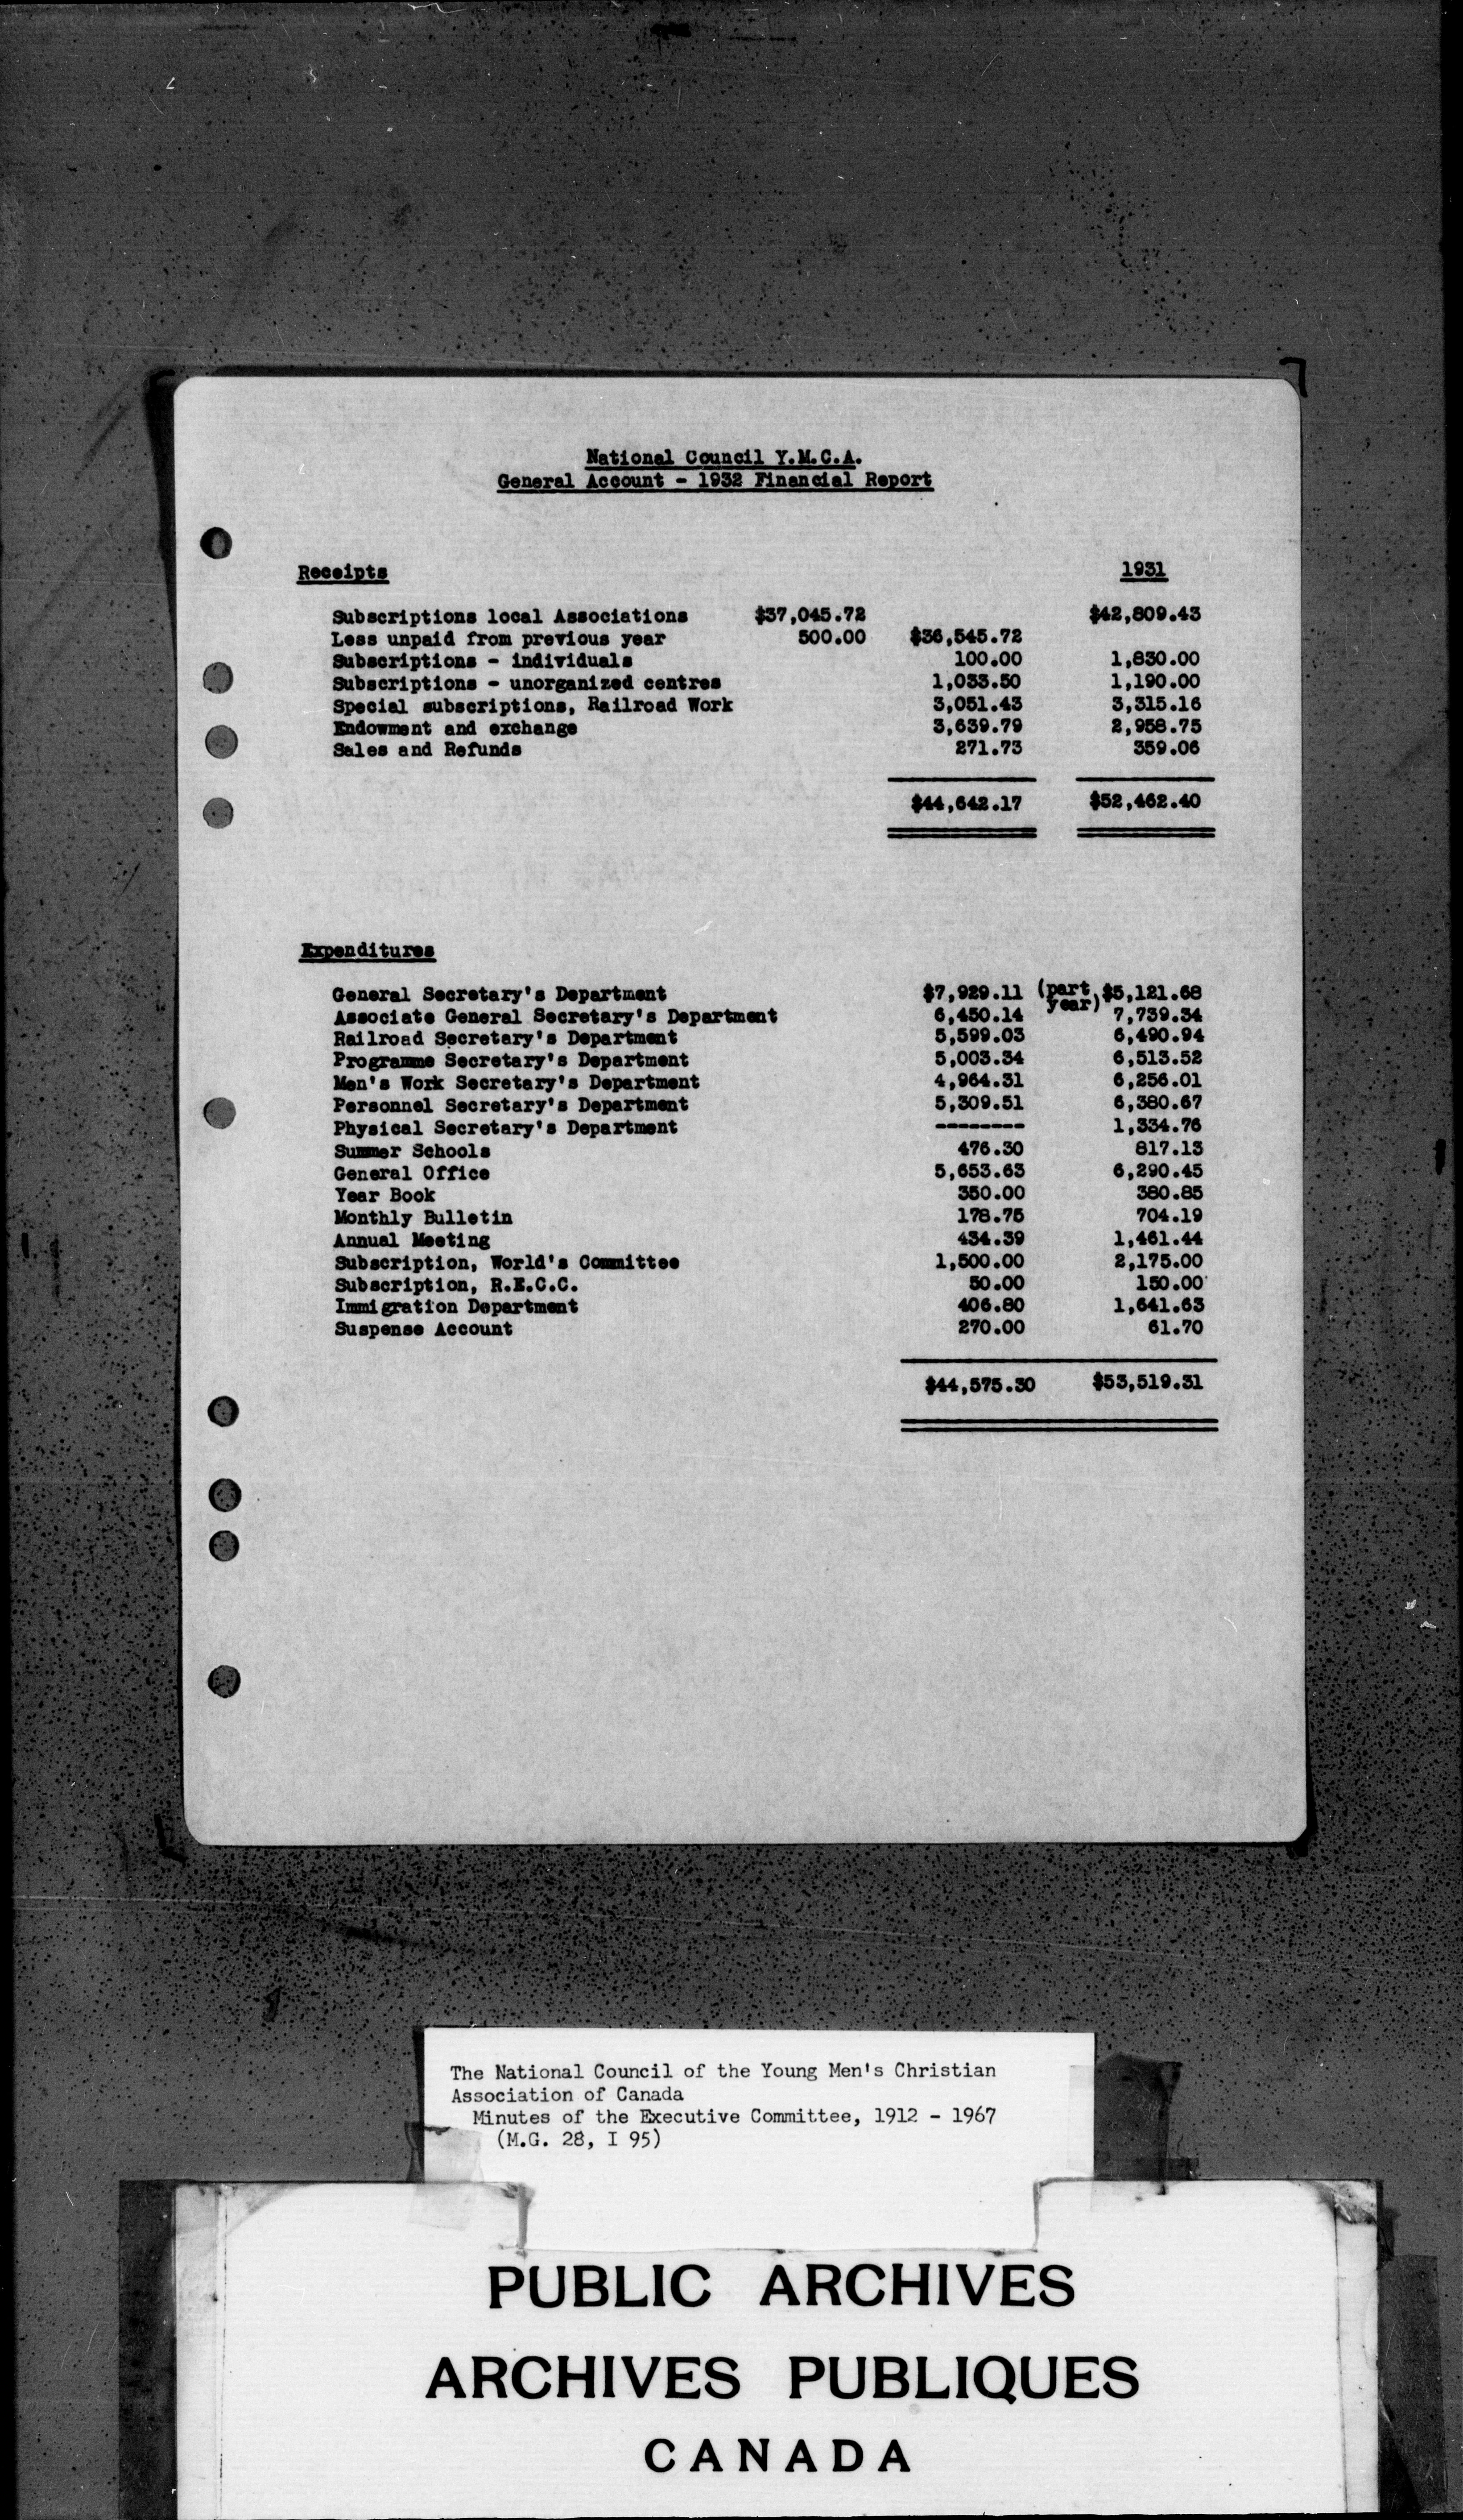 National Council Y.M.C.A.
General Account - 1932 Financial Report
Receipts 1931
Subscriptions local Associations $37,045.72 $42,809.43
Less unpaid from previous year 500.00 $36,545.72
Subscriptions - individuals 100.00 1,830.00
Subscriptions - unorganized centres 1,033.50 1,190.00
Special subscriptions, Railroad Work 3,051.43 3,315.16
Endowment and exchange 3,639.79 2,958.75
Sales and Refunds 271.73 359.06
$44,642.17 $52,462.40
Expenditures
General Secretary's Department $7,929.11 (part year) $5,121.68
Associate General Secretary's Department 6,450.14 7,739.34
Railroad Secretary's Department 5,599.03 6,490.94
Programme Secretary's Department 5,003.34 6,513.52
Men's Work Secretary's Department 4,964.31 6,256.01
Personnel Secretary's Department 5,309.51 6,380.67
Physical Secretary's Department -------- 1,334.76
Summer Schools 476.30 817.13
General Office 5,653.63 6,290.45
Year Book 350.00 380.85
Monthly Bulletin 178.75 704.19
Annual Meeting 434.39 1,461.44
Subscription, World's Committee 1,500.00 2,175.00
Subscription, R.E.C.C. 50.00 150.00
Immigration Department 406.80 1,641.63
Suspense Account 270.00 61.70
$44,575.30 $53,519.31
The National Council of the Young Men's Christian
Association of Canada
Minutes of the Executive Committee, 1912 - 1967
(M.G. 28, I 95)
PUBLIC ARCHIVES
ARCHIVES PUBLIQUES
CANADA